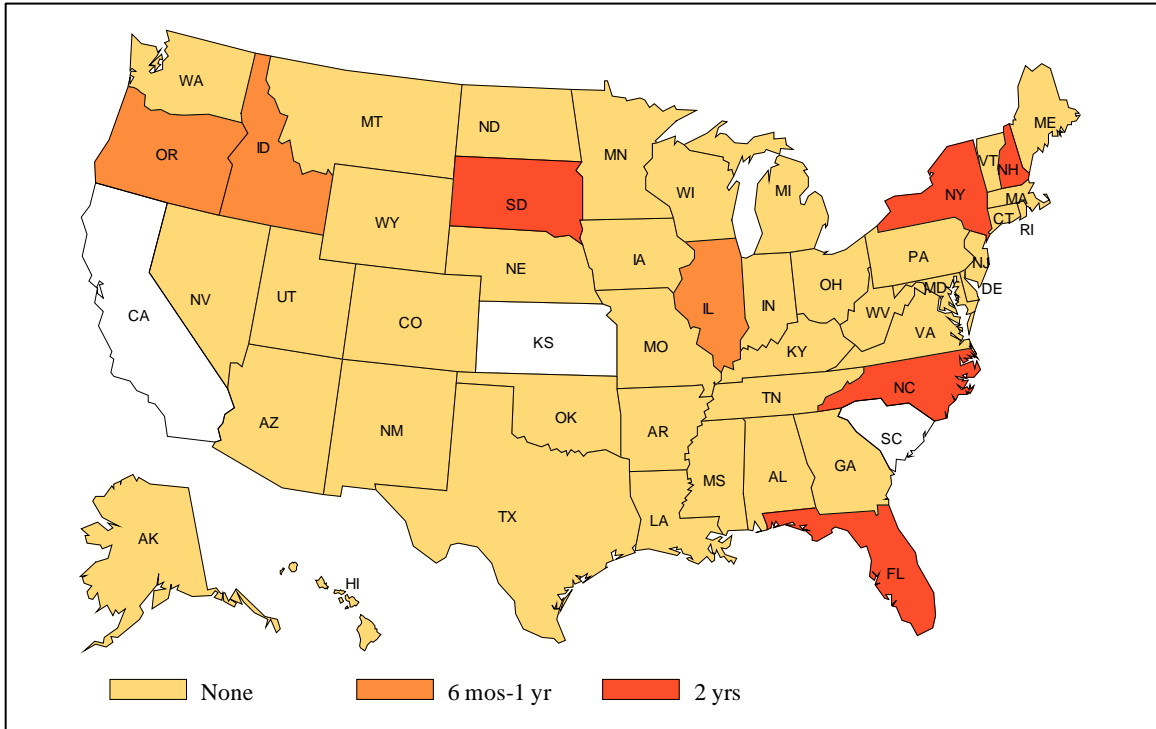 WA
MT
ND
MN
ME
OR
ID
SD
WI
MI
VT
NH
NY
MA
CT
RI
WY
NE
IA
PA
NJ
NV
UT
CO
CA
KS
IL
IN
OH
MD
DE
WV
VA
MO
KY
NC
TN
AZ
NM
OK
AR
SC
MS
AL
GA
TX
LA
AK
HI
FL
None
6 mos-1 yr
2 yrs